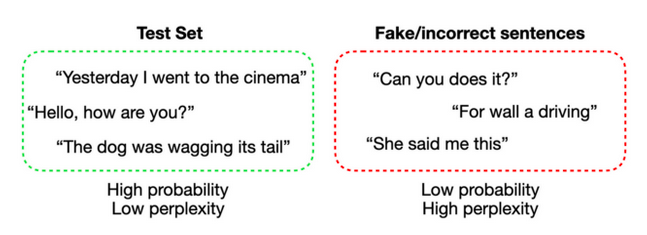 Test Set
“Yesterday I went to the cinema”
“Hello, how are you?”
“The dog was wagging its tail”
High probability
Low perplexity
Fake/incorrect sentences
“Can you does it?”
“For wall a driving”
“She said me this”
Low probability
High perplexity